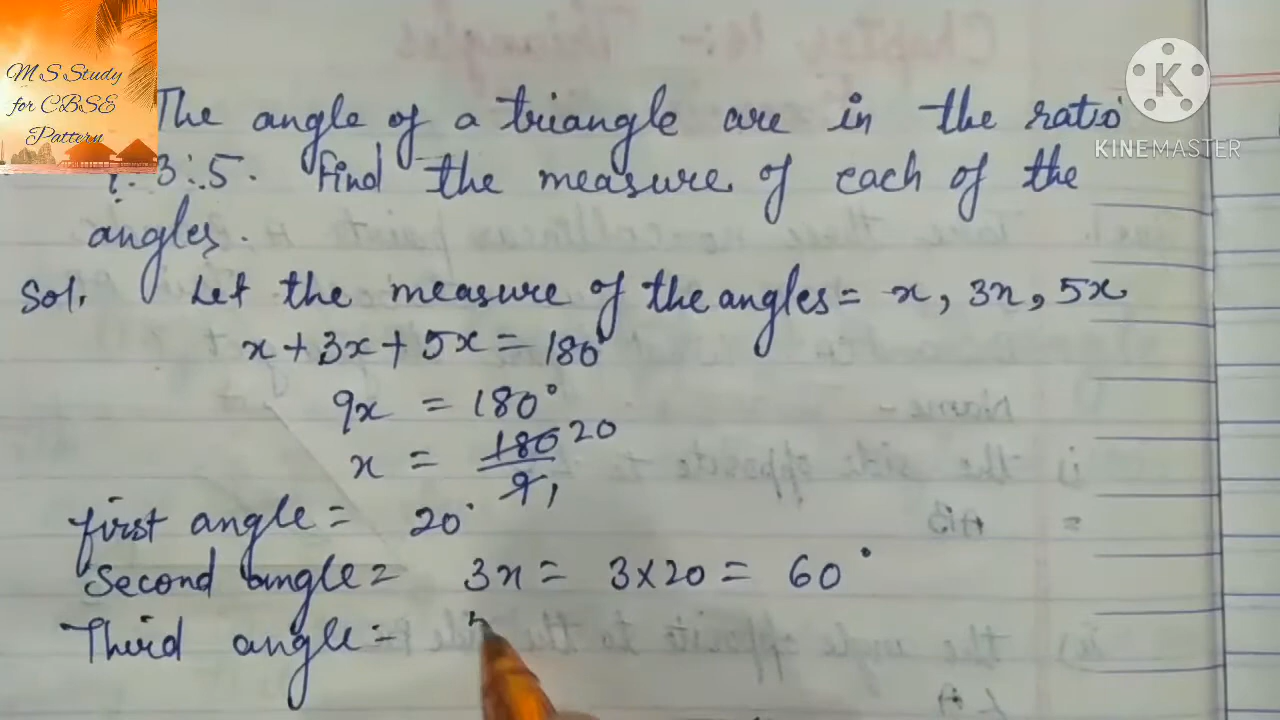 M S Study
for CBSE
Pattern
KINEMASTER
The angle of a triangle are in the ratio
3:5. Find the measure of each of the
angles.
Sol. Let the measure of the angles = x, 3x, 5x
x + 3x + 5x = 180°
9x = 180°
x = 180/9 20 1
first angle = 20°
Second angle = 3x = 3×20 = 60°
Third angle =